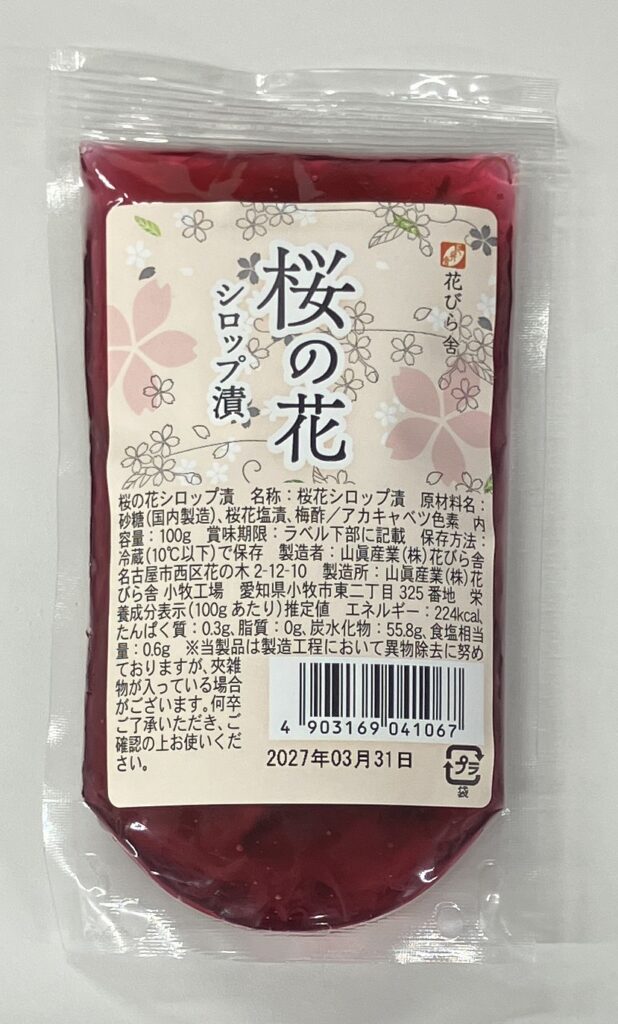 桜の花
シロップ漬
花びら舎
桜の花シロップ漬　名称：桜花シロップ漬　原材料名：
砂糖(国内製造)、桜花塩漬、梅酢／アカキャベツ色素　内
容量：100g　賞味期限：ラベル下部に記載　保存方法：
冷蔵(10℃以下)で保存　製造者：山眞産業(株)花びら舎
名古屋市西区花の木2-12-10　製造所：山眞産業(株)花
びら舎 小牧工場　愛知県小牧市東二丁目325番地　栄
養成分表示(100gあたり)推定値　エネルギー：224kcal、
たんぱく質：0.3g、脂質：0g、炭水化物：55.8g、食塩相当
量：0.6g　※当製品は製造工程において異物除去に努め
ておりますが、夾雑
物が入っている場合
がございます。何卒
ご了承いただき、ご
確認の上お使いくだ
さい。
4 903169 041067
2027年03月31日
プラ
袋